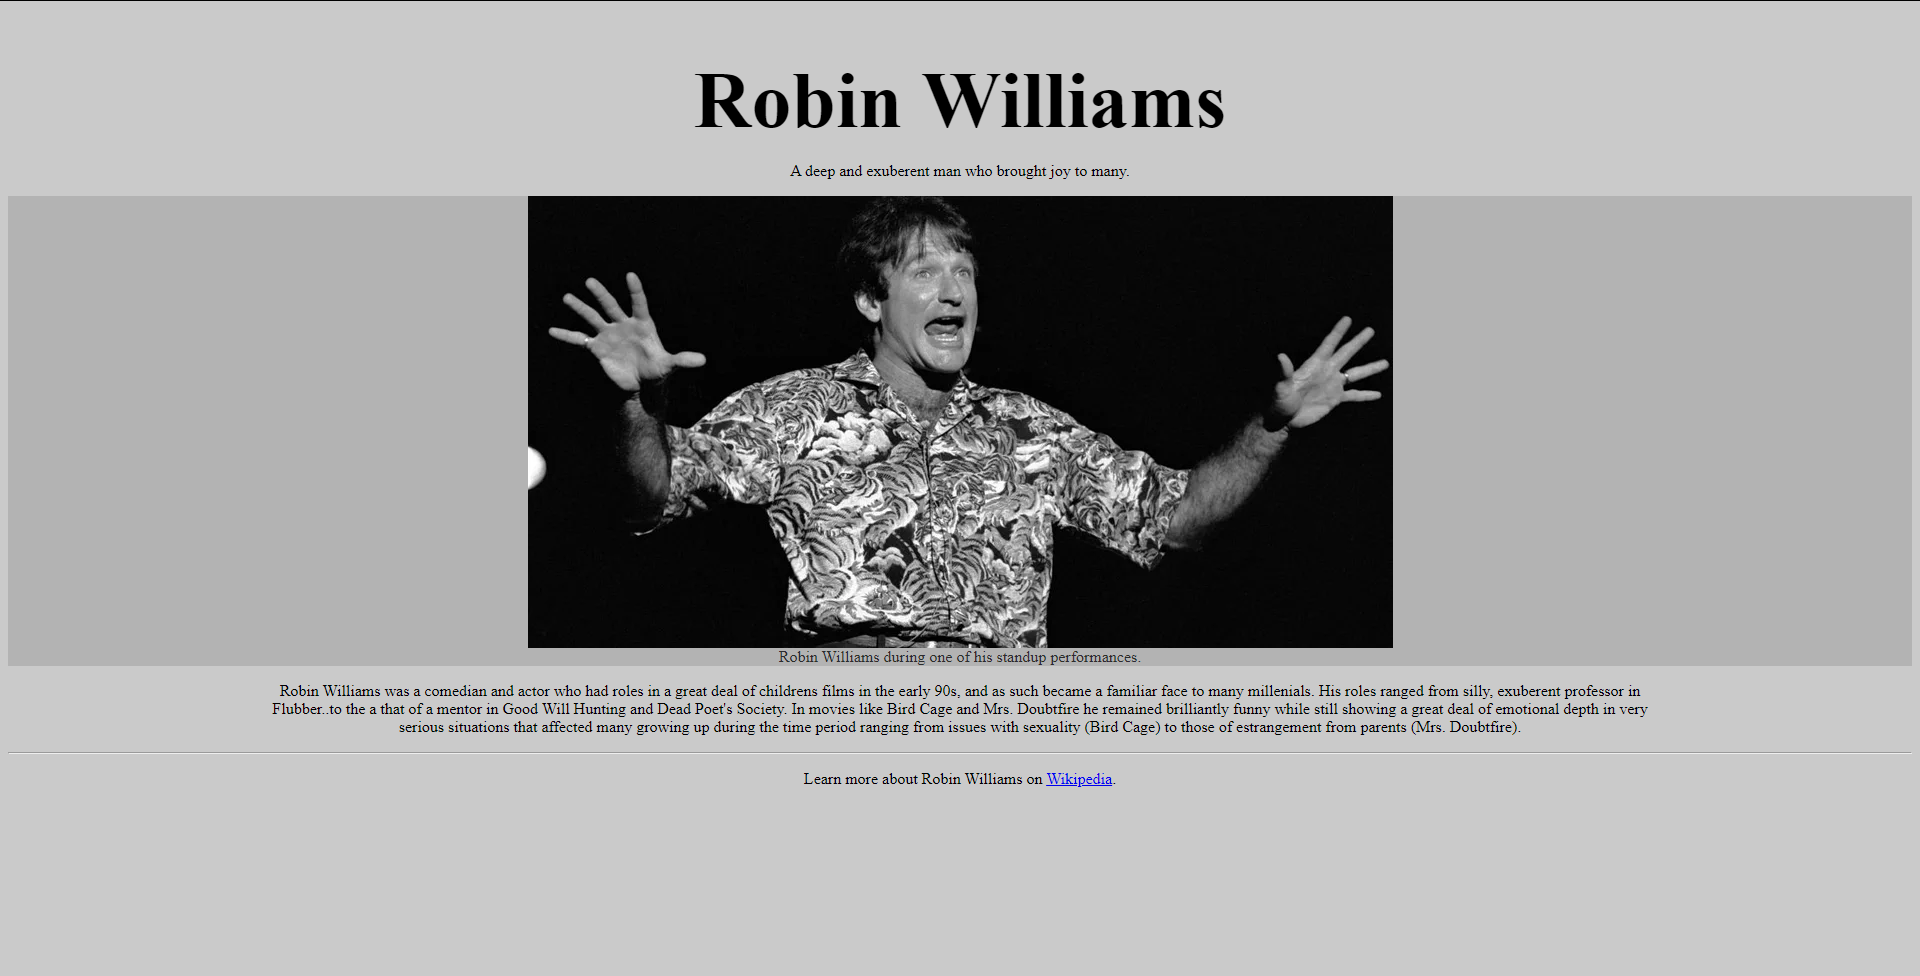 Robin Williams
A deep and exuberent man who brought joy to many.
Robin Williams during one of his standup performances.
Robin Williams was a comedian and actor who had roles in a great deal of childrens films in the early 90s, and as such became a familiar face to many millenials. His roles ranged from silly, exuberent professor in
Flubber..to the a that of a mentor in Good Will Hunting and Dead Poet's Society. In movies like Bird Cage and Mrs. Doubtfire he remained brilliantly funny while still showing a great deal of emotional depth in very
serious situations that affected many growing up during the time period ranging from issues with sexuality (Bird Cage) to those of estrangement from parents (Mrs. Doubtfire).
Learn more about Robin Williams on Wikipedia.